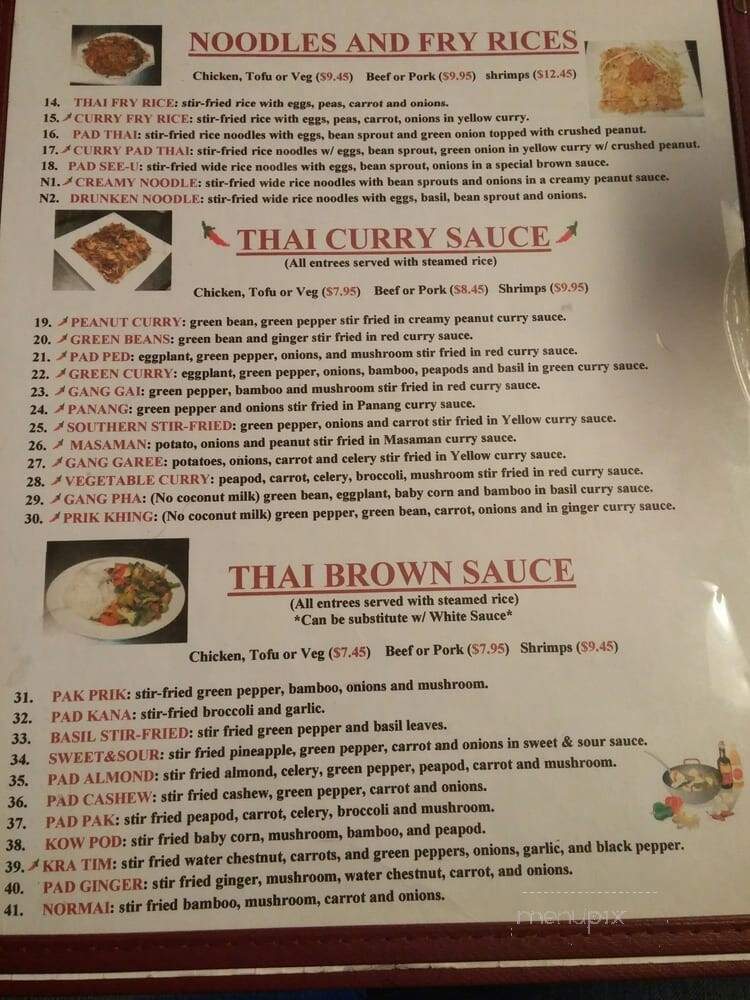 NOODLES AND FRY RICES
Chicken, Tofu or Veg ($9.45) Beef or Pork ($9.95) shrimps ($12.45)
14. THAI FRY RICE: stir-fried rice with eggs, peas, carrot and onions.
15. CURRY FRY RICE: stir-fried rice with eggs, peas, carrot, onions in yellow curry.
16. PAD THAI: stir-fried rice noodles with eggs, bean sprout and green onion topped with crushed peanut.
17. CURRY PAD THAI: stir-fried rice noodles w/ eggs, bean sprout, green onion in yellow curry w/ crushed peanut.
18. PAD SEE-U: stir-fried wide rice noodles with eggs, bean sprout, onions in a special brown sauce.
N1. CREAMY NOODLE: stir-fried wide rice noodles with bean sprouts and onions in a creamy peanut sauce.
N2. DRUNKEN NOODLE: stir-fried wide rice noodles with eggs, basil, bean sprout and onions.
THAI CURRY SAUCE
(All entrees served with steamed rice)
Chicken, Tofu or Veg ($7.95) Beef or Pork ($8.45) Shrimps ($9.95)
19. PEANUT CURRY: green bean, green pepper stir fried in creamy peanut curry sauce.
20. GREEN BEANS: green bean and ginger stir fried in red curry sauce.
21. PAD PED: eggplant, green pepper, onions, and mushroom stir fried in red curry sauce.
22. GREEN CURRY: eggplant, green pepper, onions, bamboo, peapods and basil in green curry sauce.
23. GANG GAI: green pepper, bamboo and mushroom stir fried in red curry sauce.
24. PANANG: green pepper and onions stir fried in Panang curry sauce.
25. SOUTHERN STIR-FRIED: green pepper, onions and carrot stir fried in Yellow curry sauce.
26. MASAMAN: potato, onions and peanut stir fried in Masaman curry sauce.
27. GANG GAREE: potatoes, onions, carrot and celery stir fried in Yellow curry sauce.
28. VEGETABLE CURRY: peapod, carrot, celery, broccoli, mushroom stir fried in red curry sauce.
29. GANG PHA: (No coconut milk) green bean, eggplant, baby corn and bamboo in basil curry sauce.
30. PRIK KHING: (No coconut milk) green pepper, green bean, carrot, onions and in ginger curry sauce.
THAI BROWN SAUCE
(All entrees served with steamed rice)
*Can be substitute w/ White Sauce*
Chicken, Tofu or Veg ($7.45) Beef or Pork ($7.95) Shrimps ($9.45)
31. PAK PRIK: stir-fried green pepper, bamboo, onions and mushroom.
32. PAD KANA: stir-fried broccoli and garlic.
33. BASIL STIR-FRIED: stir fried green pepper and basil leaves.
34. SWEET&SOUR: stir fried pineapple, green pepper, carrot and onions in sweet & sour sauce.
35. PAD ALMOND: stir fried almond, celery, green pepper, peapod, carrot and mushroom.
36. PAD CASHEW: stir fried cashew, green pepper, carrot and onions.
37. PAD PAK: stir fried peapod, carrot, celery, broccoli and mushroom.
38. KOW POD: stir fried baby corn, mushroom, bamboo, and peapod.
39. KRA TIM: stir fried water chestnut, carrots, and green peppers, onions, garlic, and black pepper.
40. PAD GINGER: stir fried ginger, mushroom, water chestnut, carrot, and onions.
41. NORMAI: stir fried bamboo, mushroom, carrot and onions.
menupix